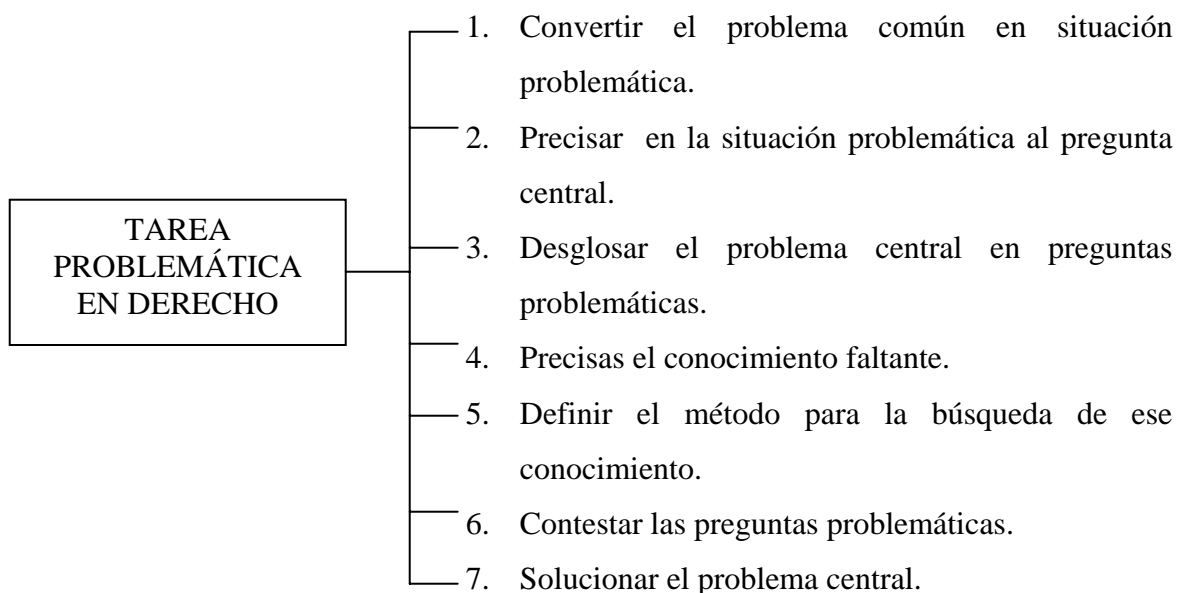 TAREA
PROBLEMÁTICA
EN DERECHO
1. Convertir el problema común en situación
problemática.
2. Precisar en la situación problemática al pregunta
central.
3. Desglosar el problema central en preguntas
problemáticas.
4. Precisas el conocimiento faltante.
5. Definir el método para la búsqueda de ese
conocimiento.
6. Contestar las preguntas problemáticas.
7. Solucionar el problema central.